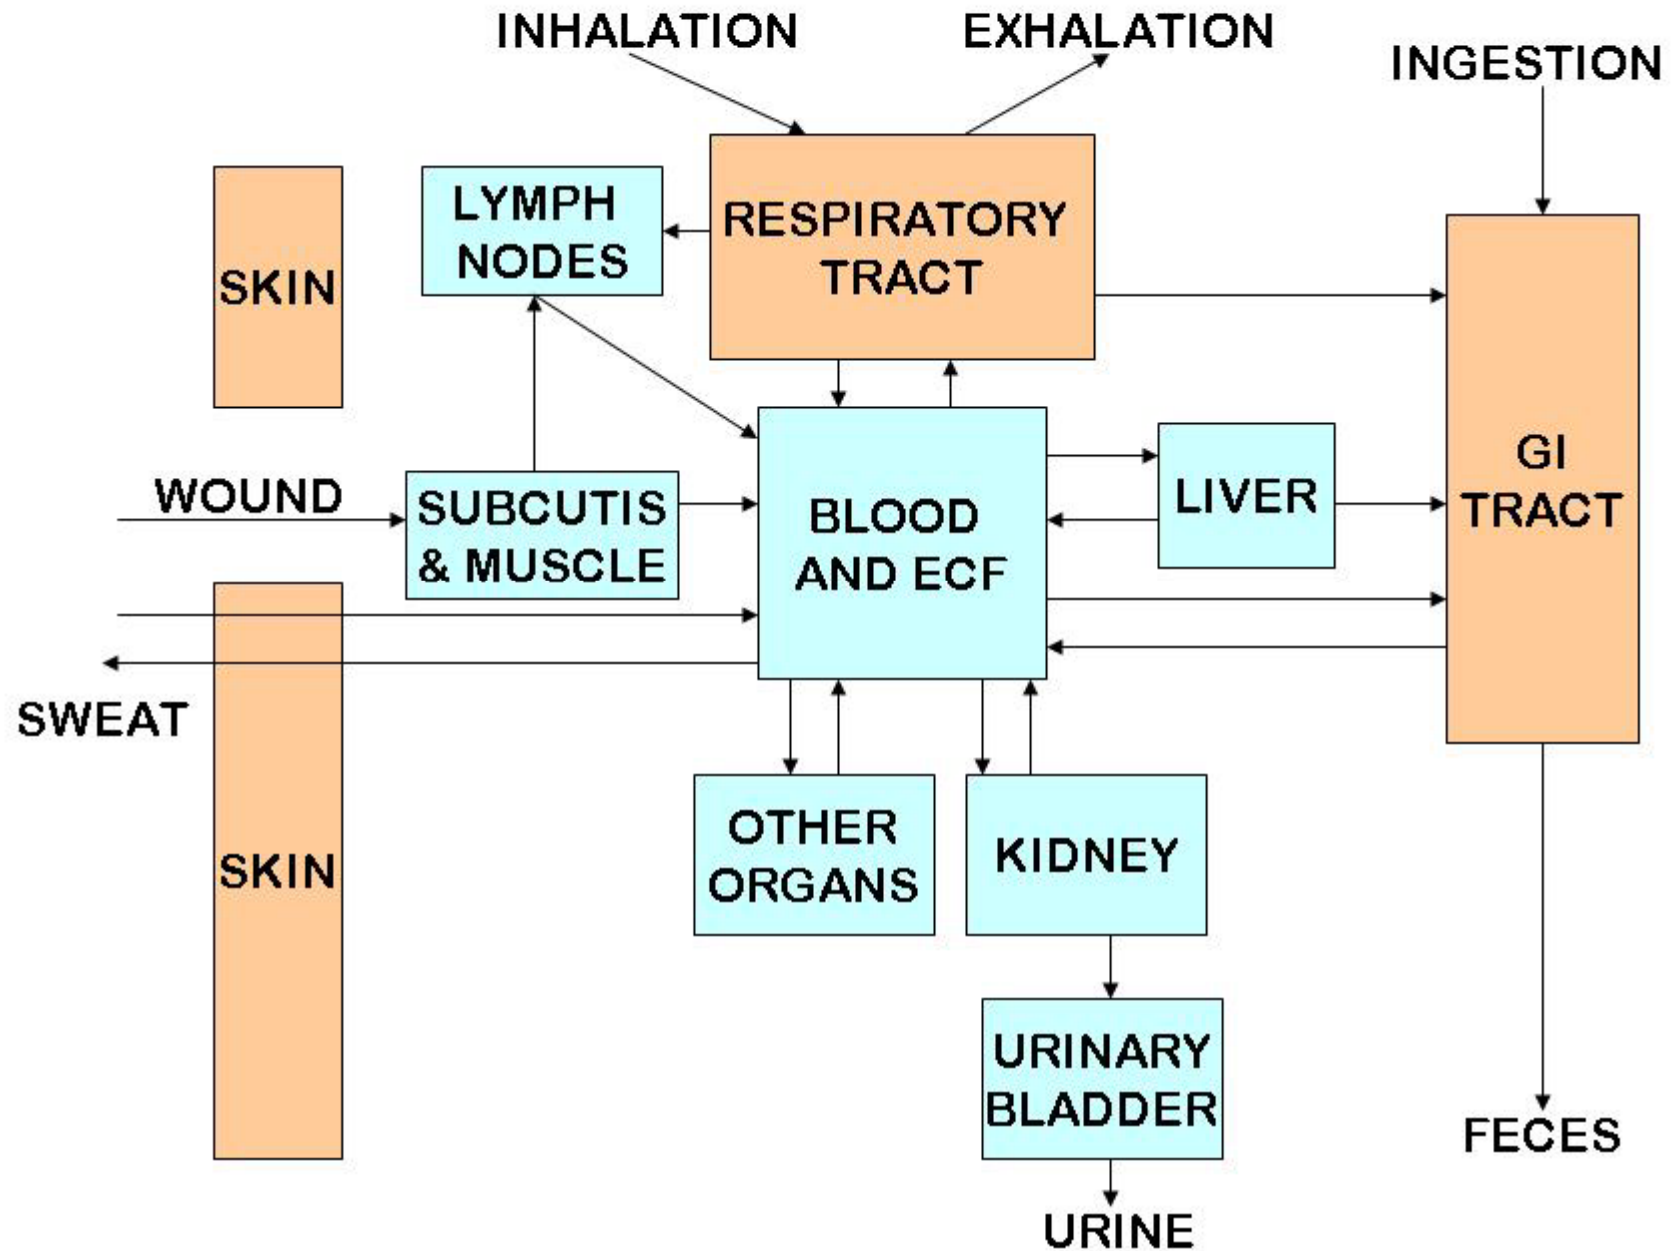 INHALATION
EXHALATION
INGESTION
LYMPH
NODES
RESPIRATORY
TRACT
SKIN
GI
TRACT
WOUND
SUBCUTIS
& MUSCLE
BLOOD
AND ECF
LIVER
SWEAT
OTHER
ORGANS
KIDNEY
SKIN
URINARY
BLADDER
FECES
URINE